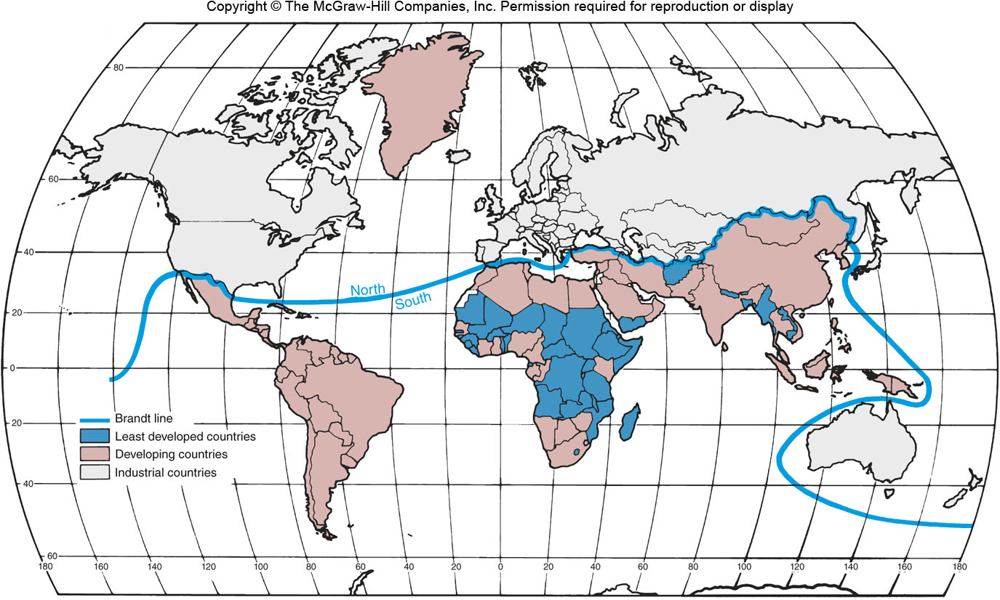 Copyright © The McGraw-Hill Companies, Inc. Permission required for reproduction or display
80
60
40
20
0
20
40
60
North
South
Brandt line
Least developed countries
Developing countries
Industrial countries
180 160 140 120 100 80 60 40 20 0 20 40 60 80 100 120 140 160 180